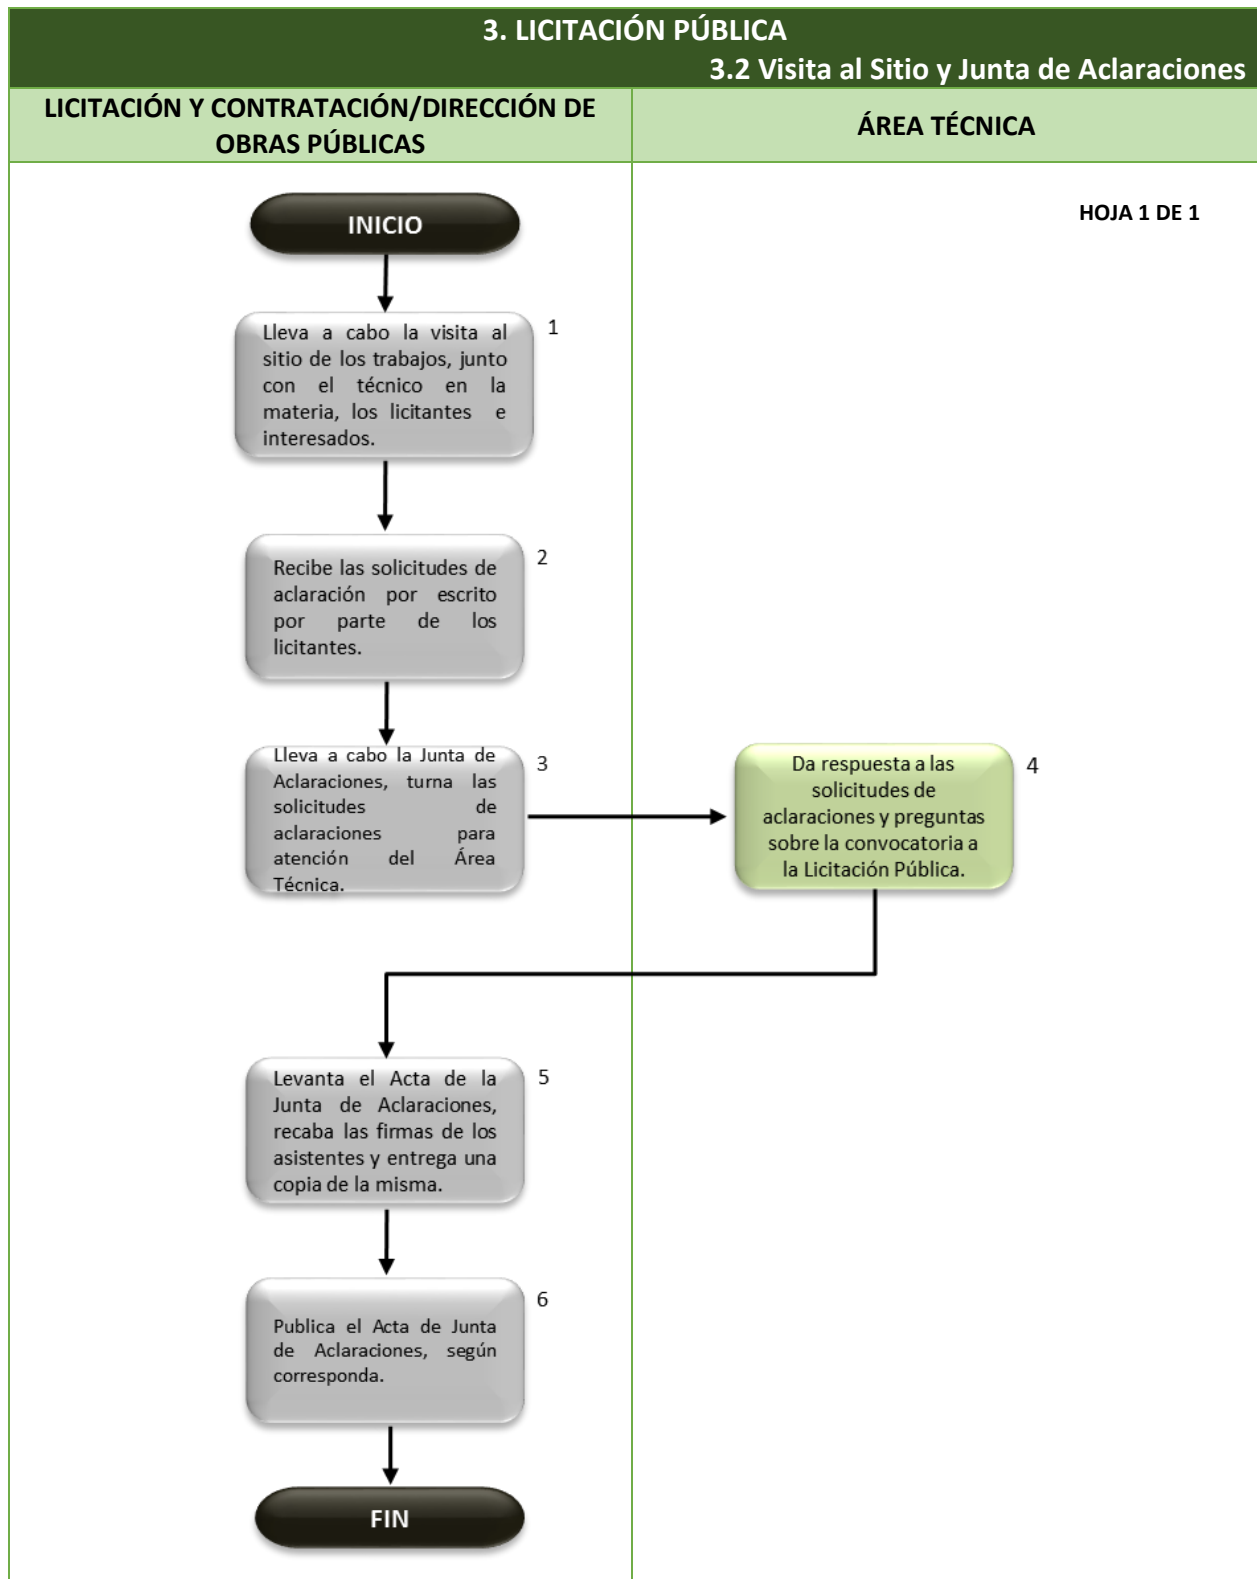 3. LICITACIÓN PÚBLICA
3.2 Visita al Sitio y Junta de Aclaraciones
LICITACIÓN Y CONTRATACIÓN/DIRECCIÓN DE
OBRAS PÚBLICAS
ÁREA TÉCNICA
HOJA 1 DE 1
INICIO
1
Lleva a cabo la visita al
sitio de los trabajos, junto
con el técnico en la
materia, los licitantes e
interesados.
2
Recibe las solicitudes de
aclaración por escrito
por parte de los
licitantes.
3
Lleva a cabo la Junta de
Aclaraciones, turna las
solicitudes de
aclaraciones para
atención del Área
Técnica.
4
Da respuesta a las
solicitudes de
aclaraciones y preguntas
sobre la convocatoria a
la Licitación Pública.
5
Levanta el Acta de la
Junta de Aclaraciones,
recaba las firmas de los
asistentes y entrega una
copia de la misma.
6
Publica el Acta de Junta
de Aclaraciones, según
corresponda.
FIN